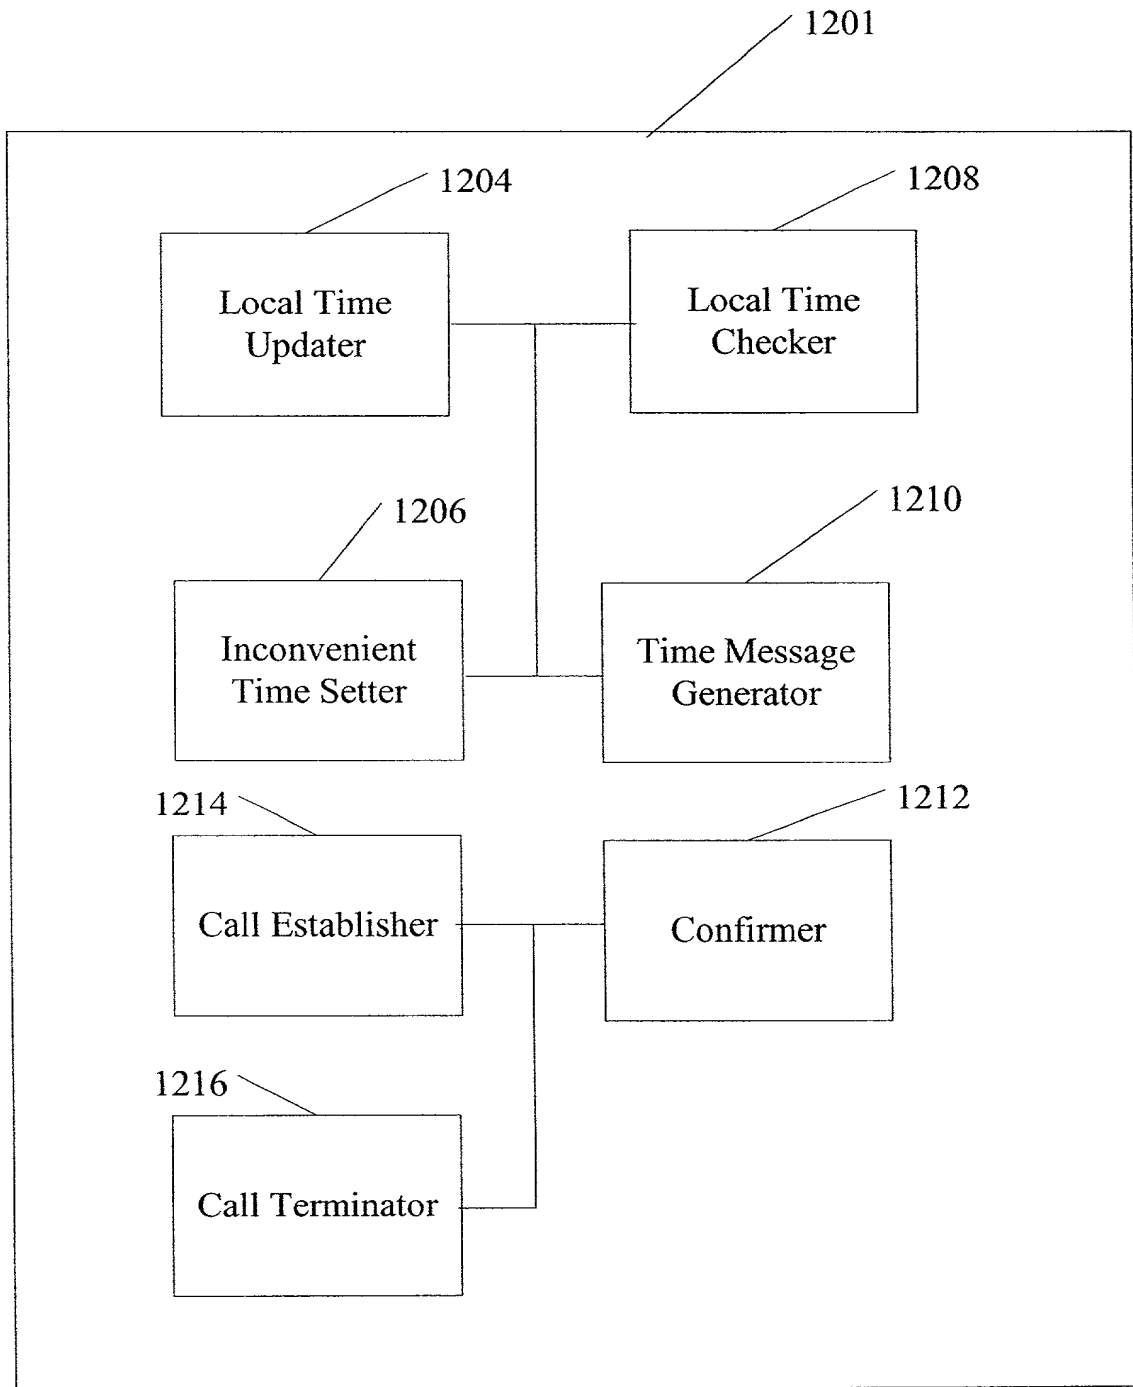 1201
1204
1208
Local Time
Updater
Local Time
Checker
1206
1210
Inconvenient
Time Setter
Time Message
Generator
1214
1212
Call Establisher
Confirmer
1216
Call Terminator